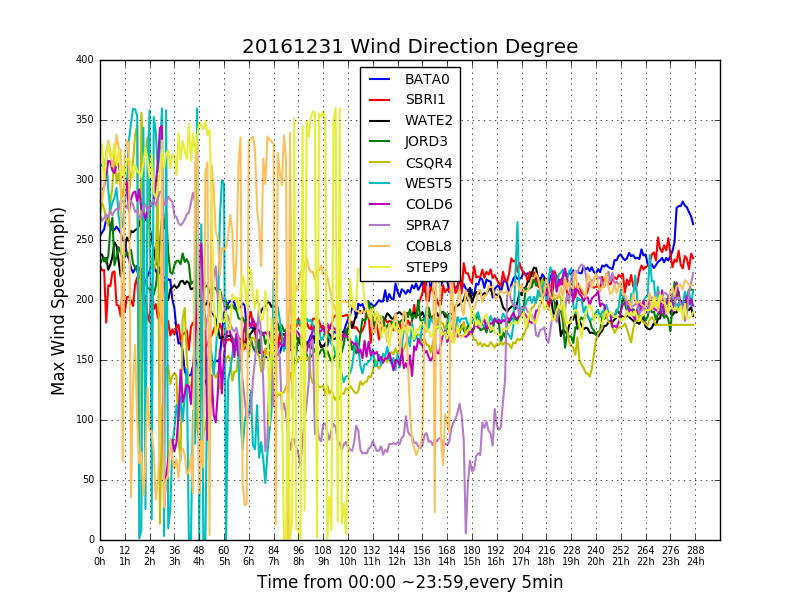 20161231 Wind Direction Degree
Max Wind Speed(mph)
400
350
300
250
200
150
100
50
0
BATA0
SBRI1
WATE2
JORD3
CSQR4
WEST5
COLD6
SPRA7
COBL8
STEP9
0 12 24 36 48 60 72 84 96 108 120 132 144 156 168 180 192 204 216 228 240 252 264 276 288
0h 1h 2h 3h 4h 5h 6h 7h 8h 9h 10h 11h 12h 13h 14h 15h 16h 17h 18h 19h 20h 21h 22h 23h 24h
Time from 00:00 ~23:59,every 5min